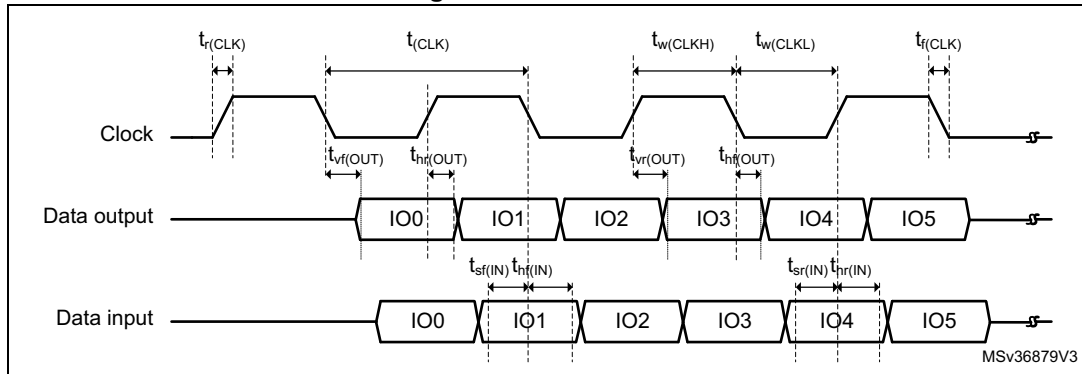 t_r(CLK) t_(CLK) t_w(CLKH) t_w(CLKL) t_f(CLK)
Clock
t_vf(OUT) t_hr(OUT) t_vr(OUT) t_hf(OUT)
Data output IO0 IO1 IO2 IO3 IO4 IO5
t_sf(IN) t_hf(IN) t_sr(IN) t_hr(IN)
Data input IO0 IO1 IO2 IO3 IO4 IO5
MSv36879V3